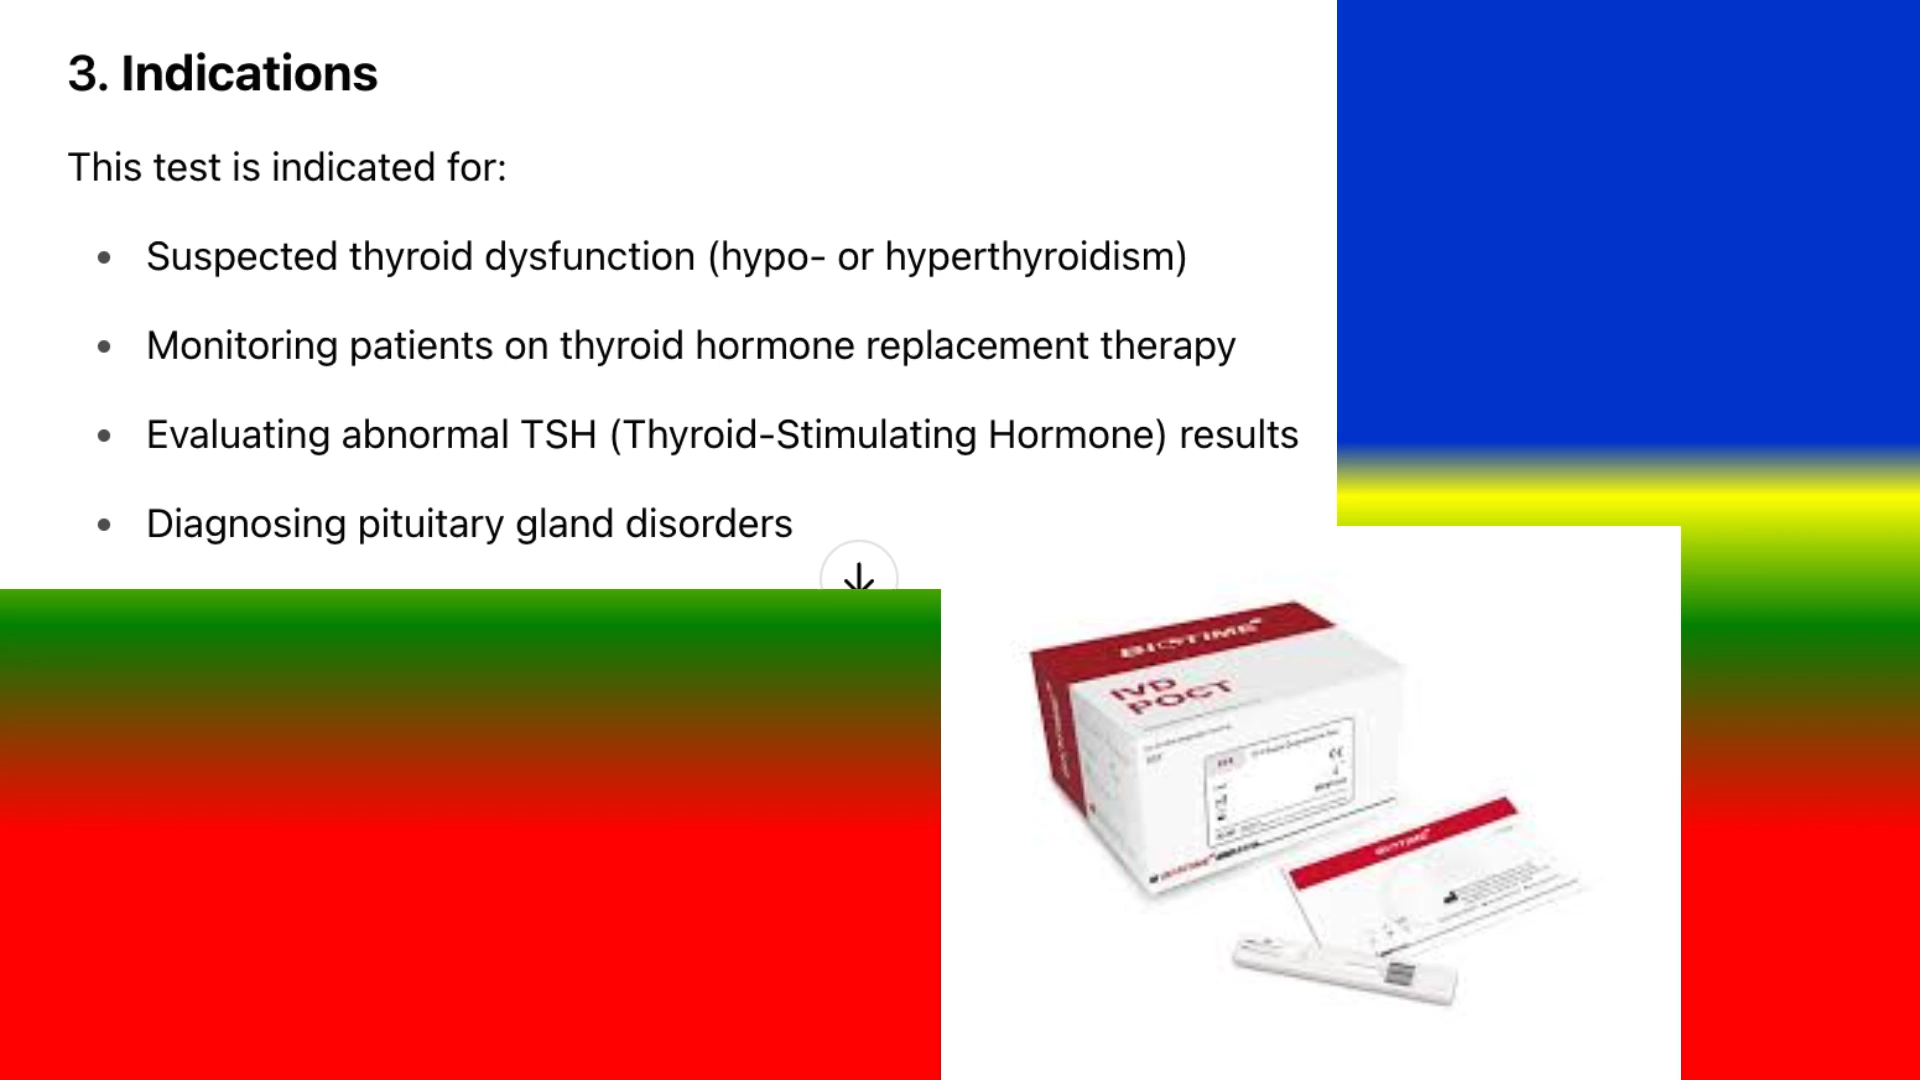 3. Indications
This test is indicated for:
Suspected thyroid dysfunction (hypo- or hyperthyroidism)
Monitoring patients on thyroid hormone replacement therapy
Evaluating abnormal TSH (Thyroid-Stimulating Hormone) results
Diagnosing pituitary gland disorders
BIOTIME
IVD
POCT
BIOTIME